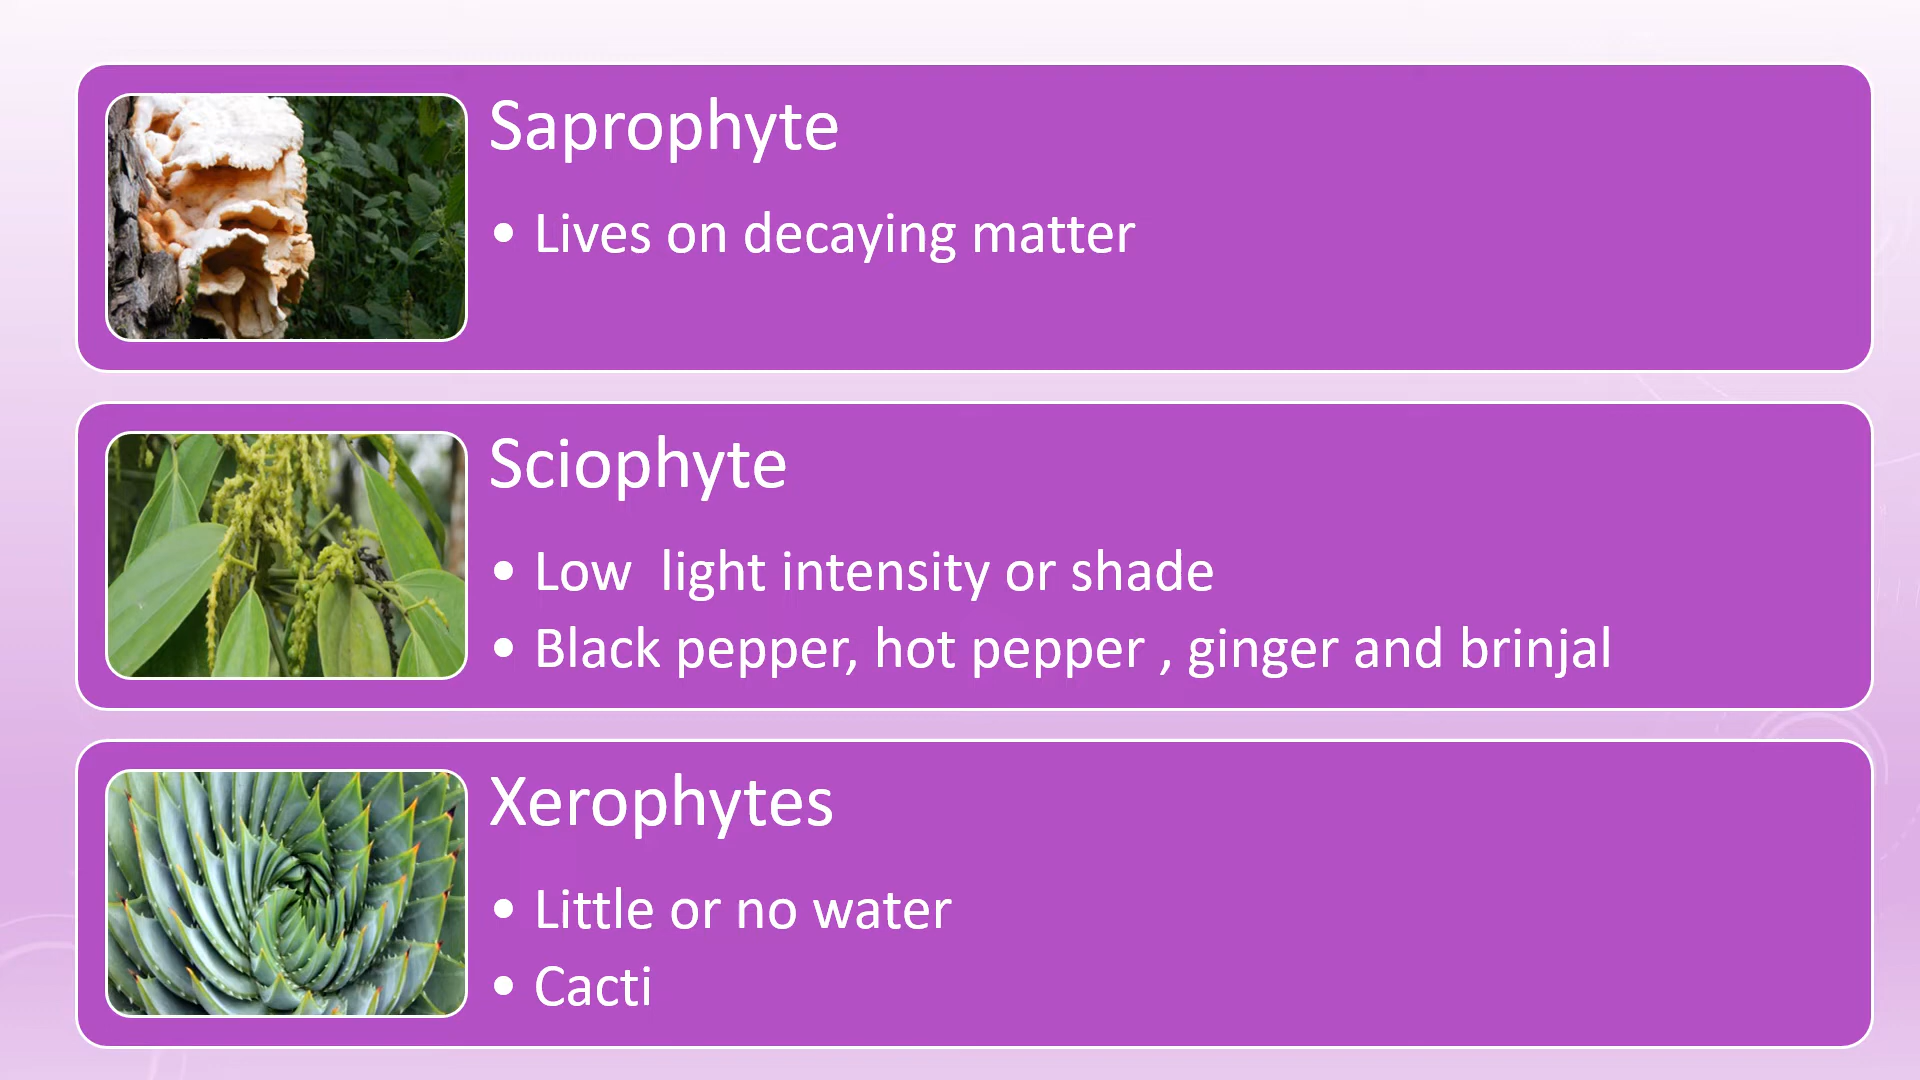 Saprophyte
• Lives on decaying matter
Sciophyte
• Low  light intensity or shade
• Black pepper, hot pepper , ginger and brinjal
Xerophytes
• Little or no water
• Cacti